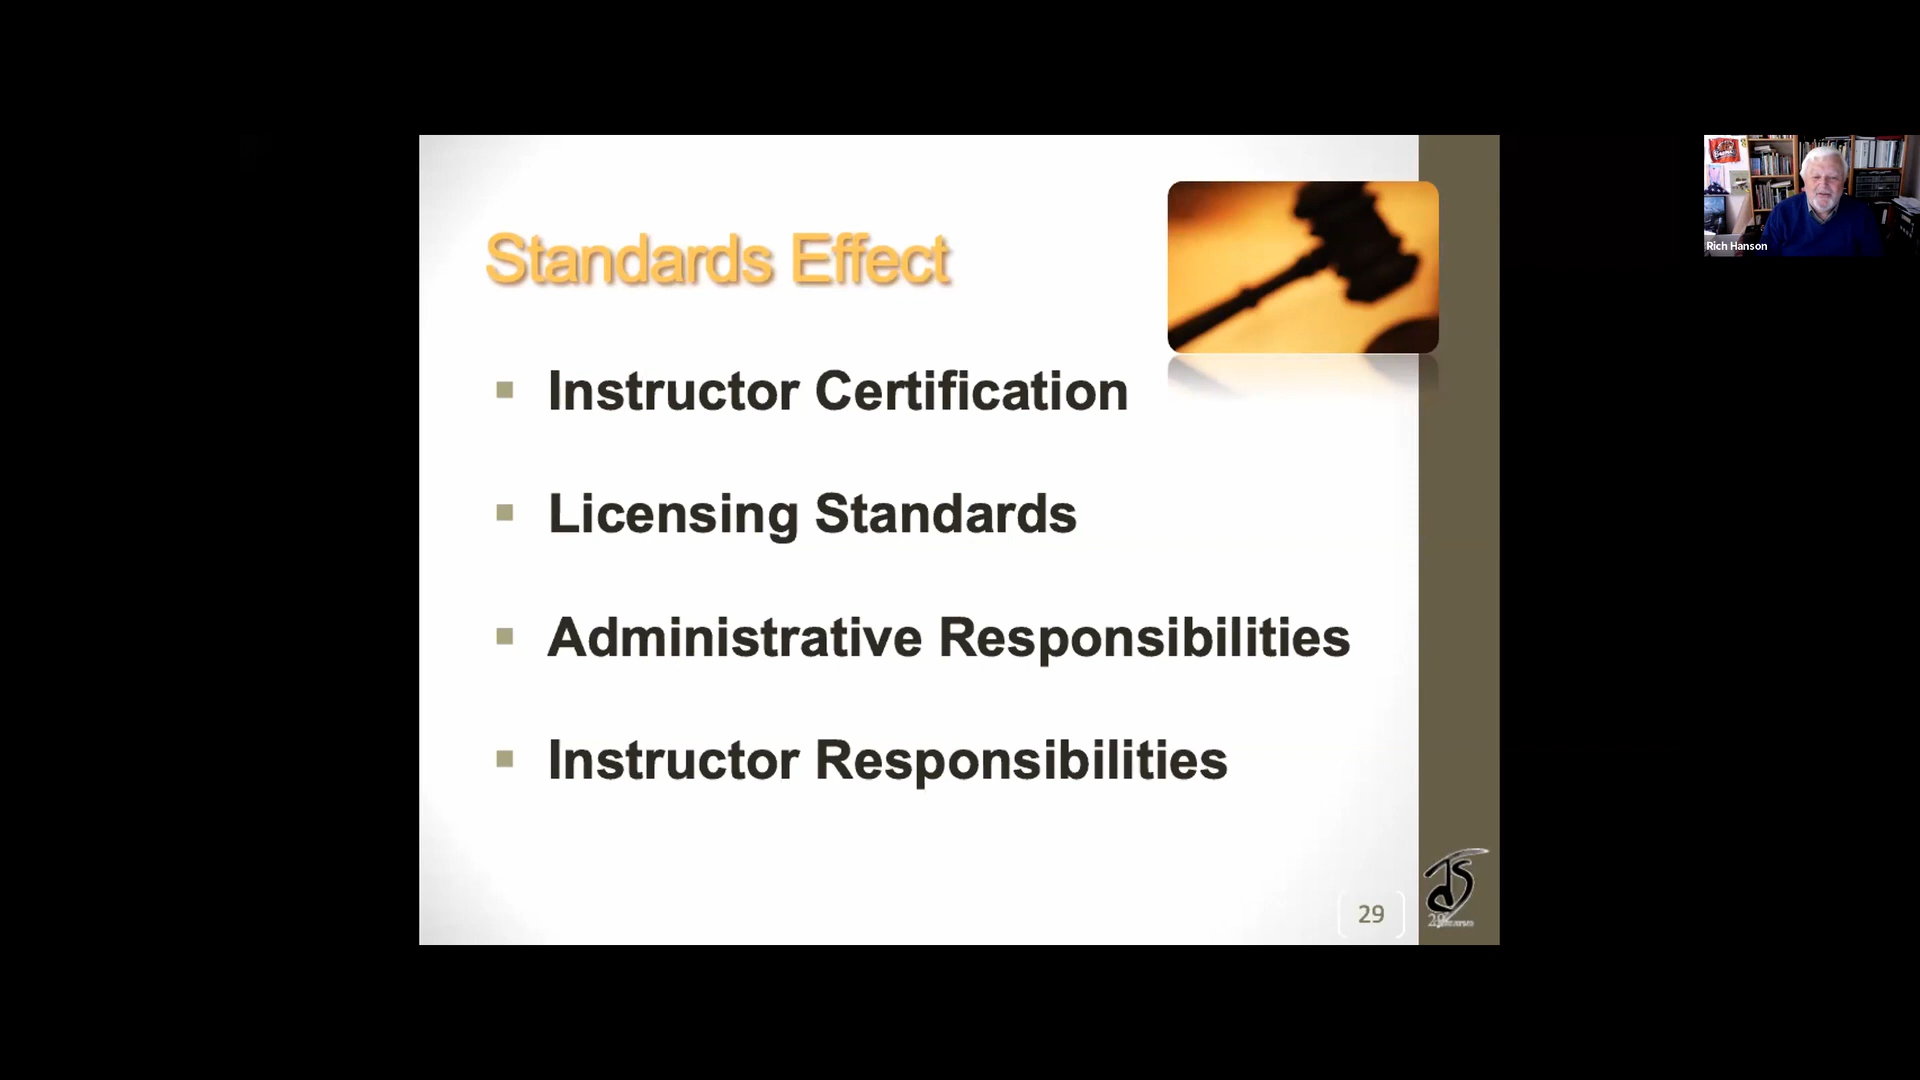 Standards Effect
Instructor Certification
Licensing Standards
Administrative Responsibilities
Instructor Responsibilities
29
Rich Hanson